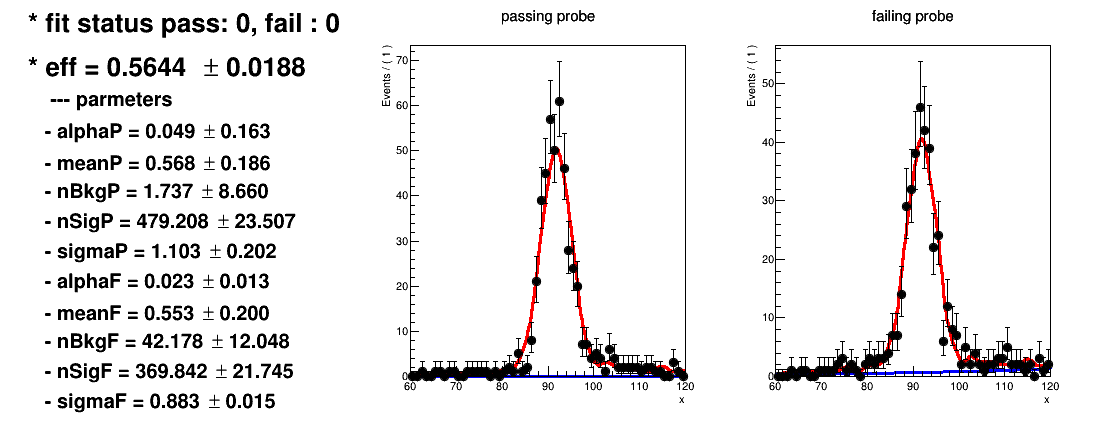 * fit status pass: 0, fail : 0
* eff = 0.5644 ± 0.0188
--- parmeters
- alphaP = 0.049 ± 0.163
- meanP = 0.568 ± 0.186
- nBkgP = 1.737 ± 8.660
- nSigP = 479.208 ± 23.507
- sigmaP = 1.103 ± 0.202
- alphaF = 0.023 ± 0.013
- meanF = 0.553 ± 0.200
- nBkgF = 42.178 ± 12.048
- nSigF = 369.842 ± 21.745
- sigmaF = 0.883 ± 0.015
passing probe
Events / ( 1 )
70
60
50
40
30
20
10
0
60 70 80 90 100 110 120
x
failing probe
Events / ( 1 )
50
40
30
20
10
0
60 70 80 90 100 110 120
x